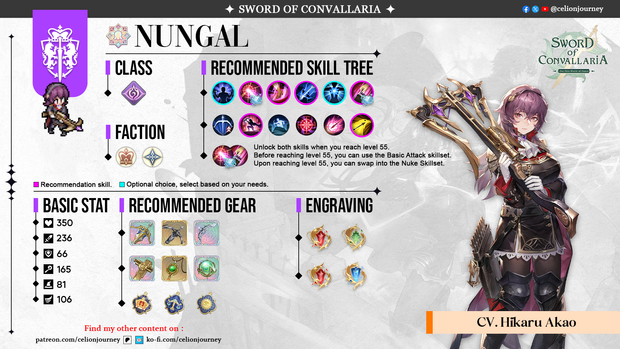 SWORD OF CONVALLARIA
@celionjourney
NUNGAL
CLASS
RECOMMENDED SKILL TREE
SWORD
OF
CONVALLARIA
FACTION
Unlock both skills when you reach level 55.
Before reaching level 55, you can use the Basic Attack skillset.
Upon reaching level 55, you can swap into the Nuke Skillset.
Recommendation skill.
Optional choice, select based on your needs.
BASIC STAT
RECOMMENDED GEAR
ENGRAVING
350
236
66
165
81
106
CV. Hikaru Akao
Find my other content on :
patreon.com/celionjourney
ko-fi.com/celionjourney